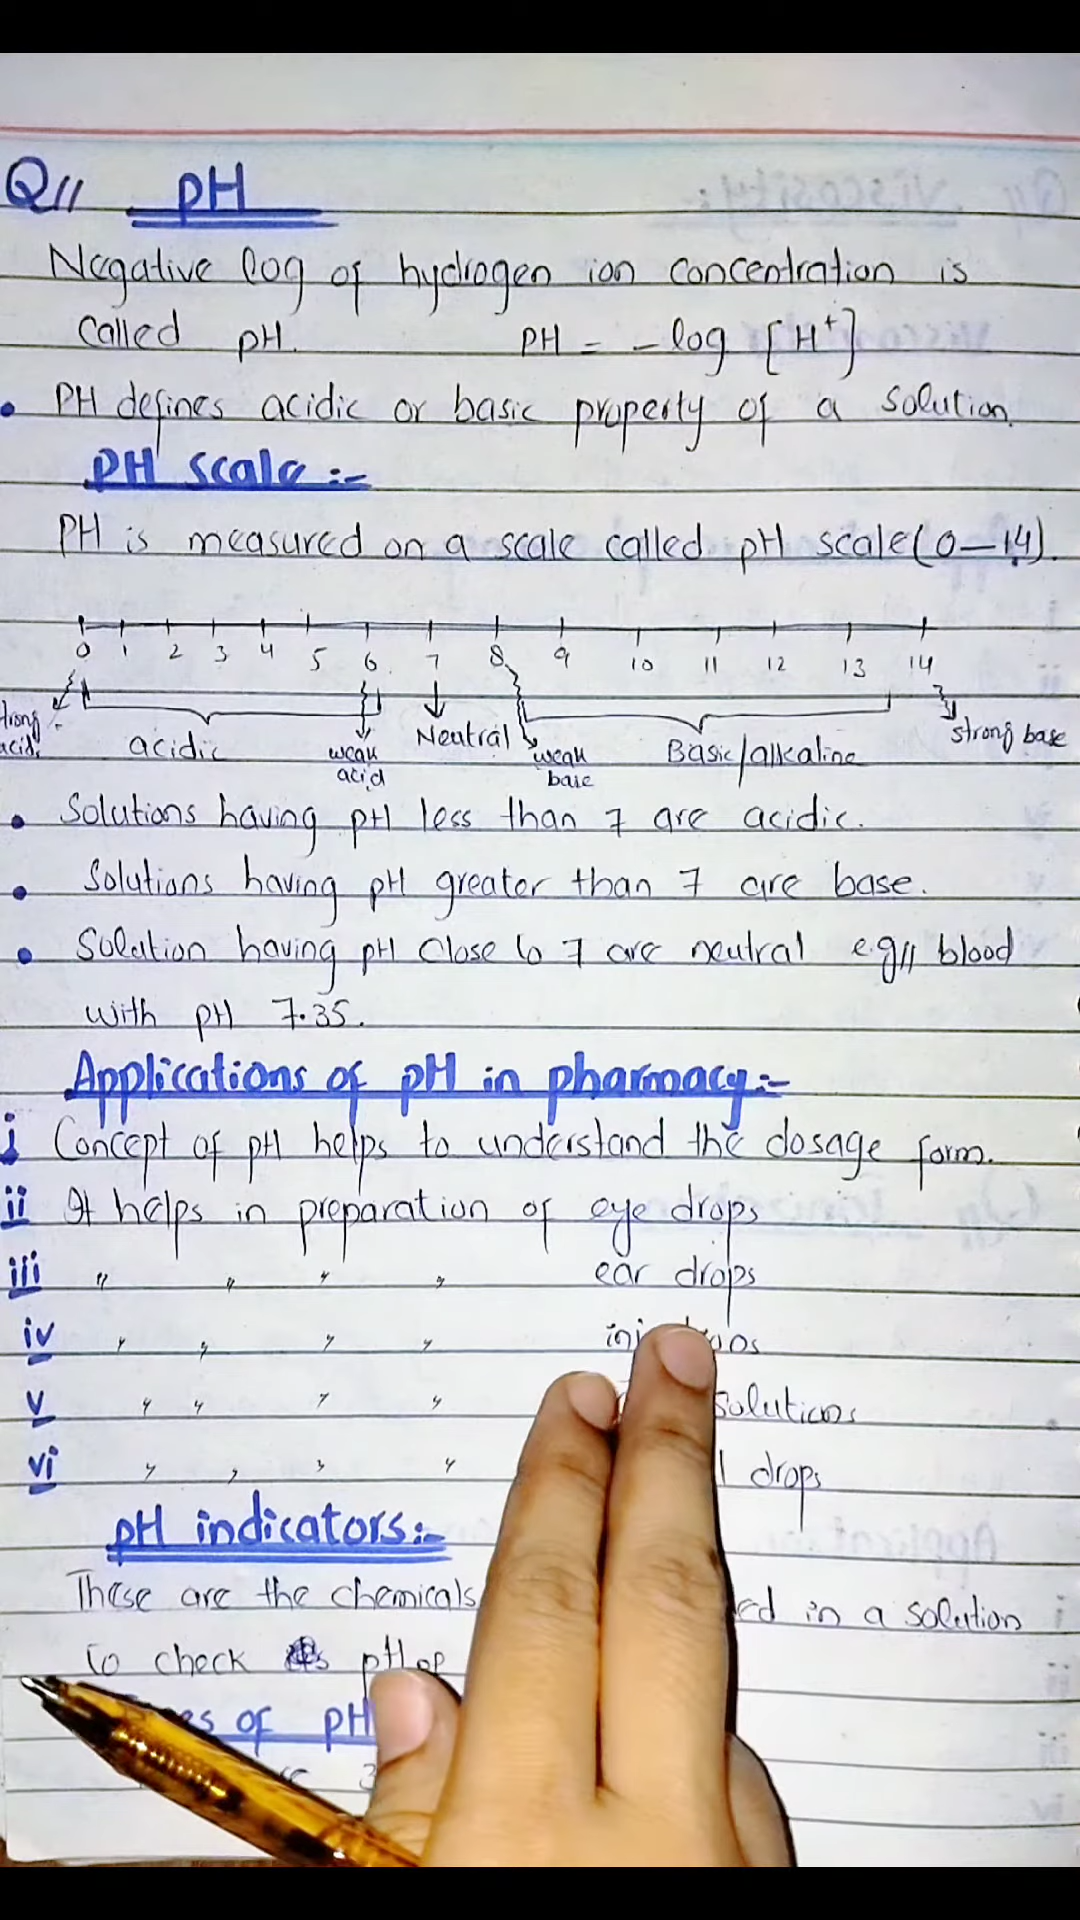 Q11 pH
Negative log of hydrogen ion concentration is
Called pH. PH = - log [H⁺]
• PH defines acidic or basic property of a solution.
PH scale:-
PH is measured on a scale called pH scale (0-14).
0 1 2 3 4 5 6 7 8 9 10 11 12 13 14
acidic weak acid Neutral weak base Basic/alkaline strong base
• Solutions having pH less than 7 are acidic.
• Solutions having pH greater than 7 are base.
• Solution having pH close to 7 are neutral e.g11 blood
with pH 7.35.
Applications of pH in pharmacy:-
i Concept of pH helps to understand the dosage form.
ii It helps in preparation of eye drops
iii " " " " ear drops
iv " " " "
v " " " " solutions
vi " " " " drops
pH indicators:-
These are the chemicals in a solution
to check pH of
of pH